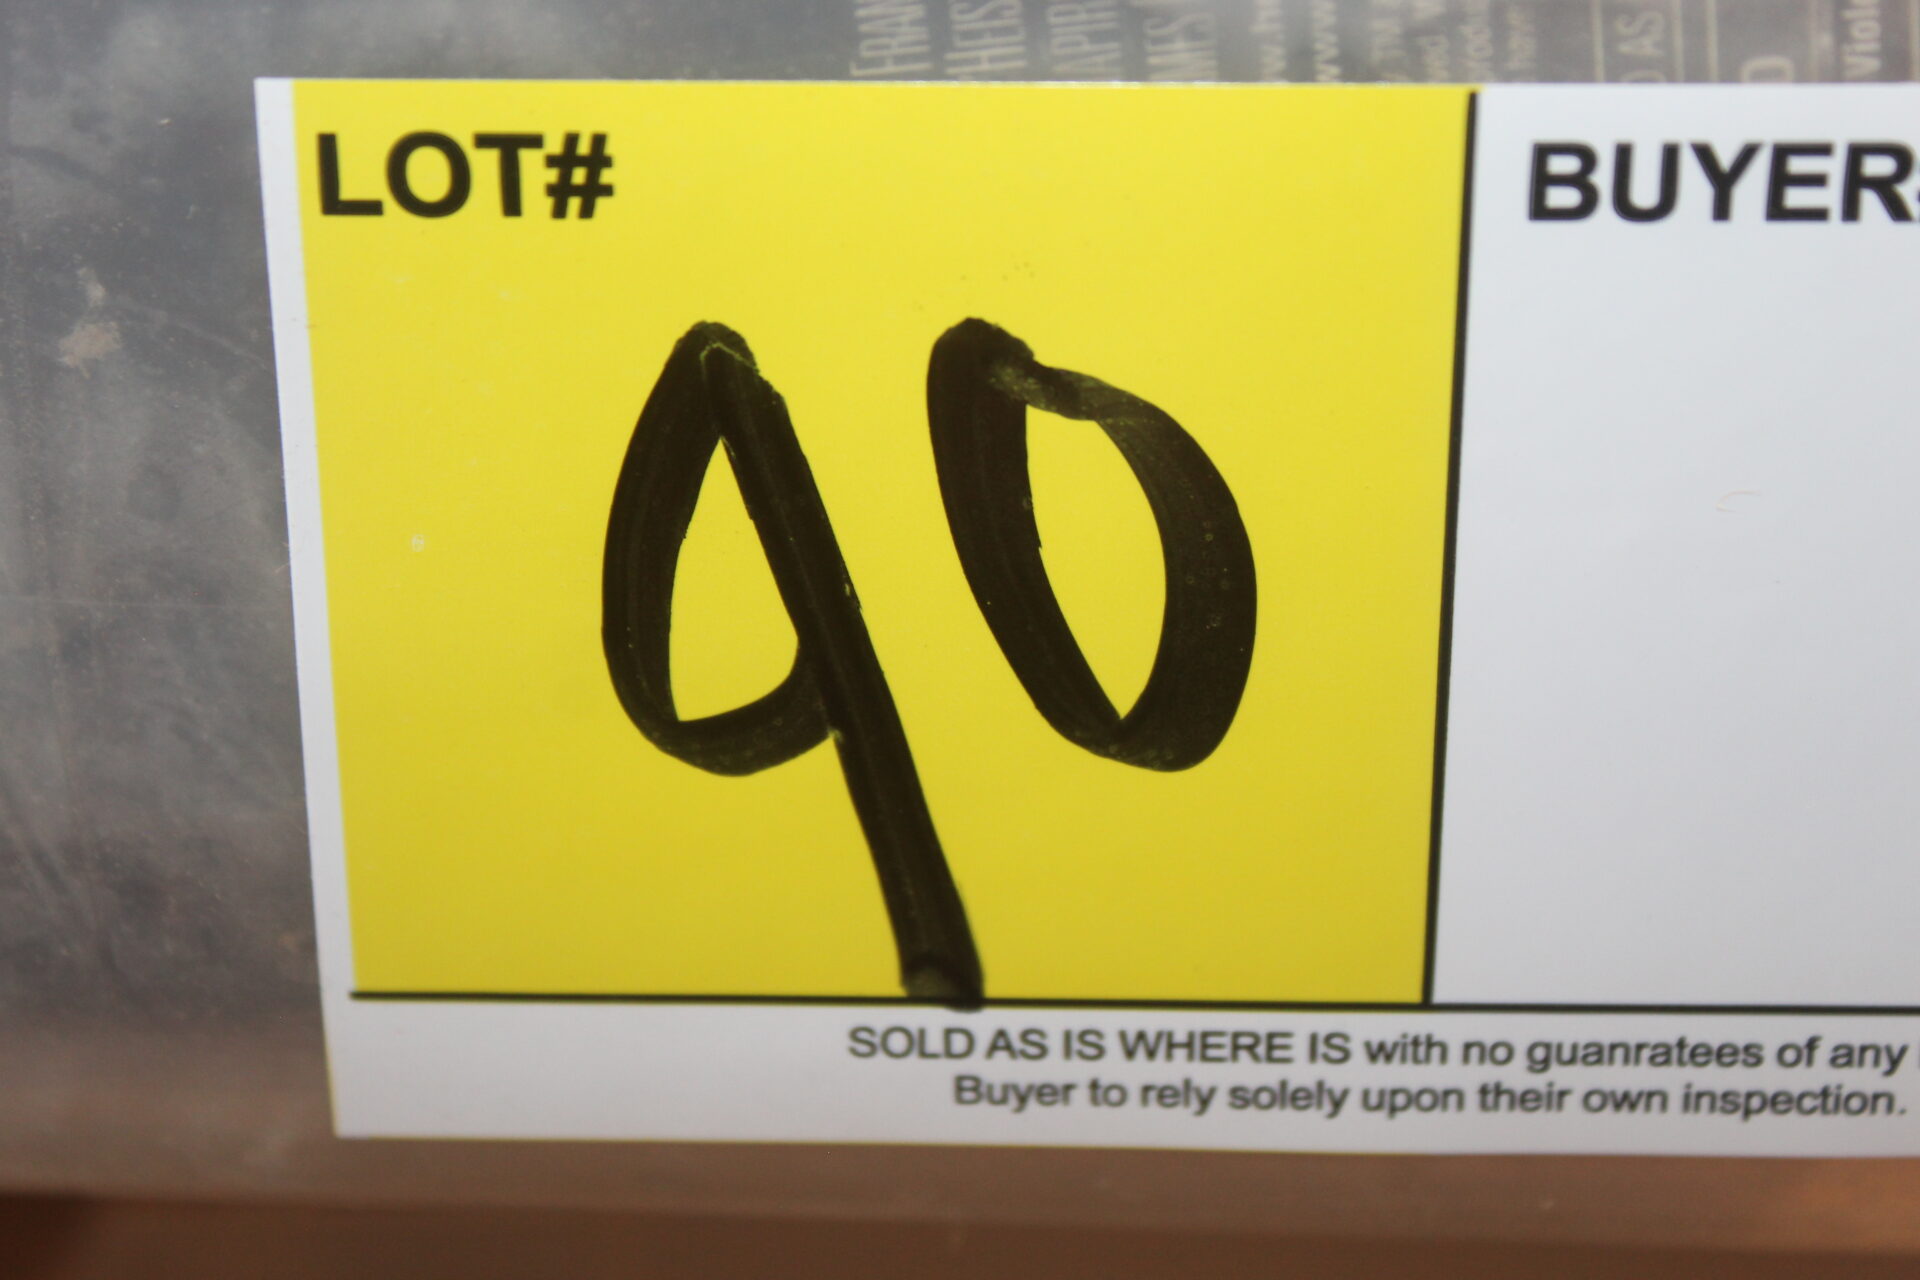 LOT#
BUYER#
90
SOLD AS IS WHERE IS with no guanratees of any
Buyer to rely solely upon their own inspection.